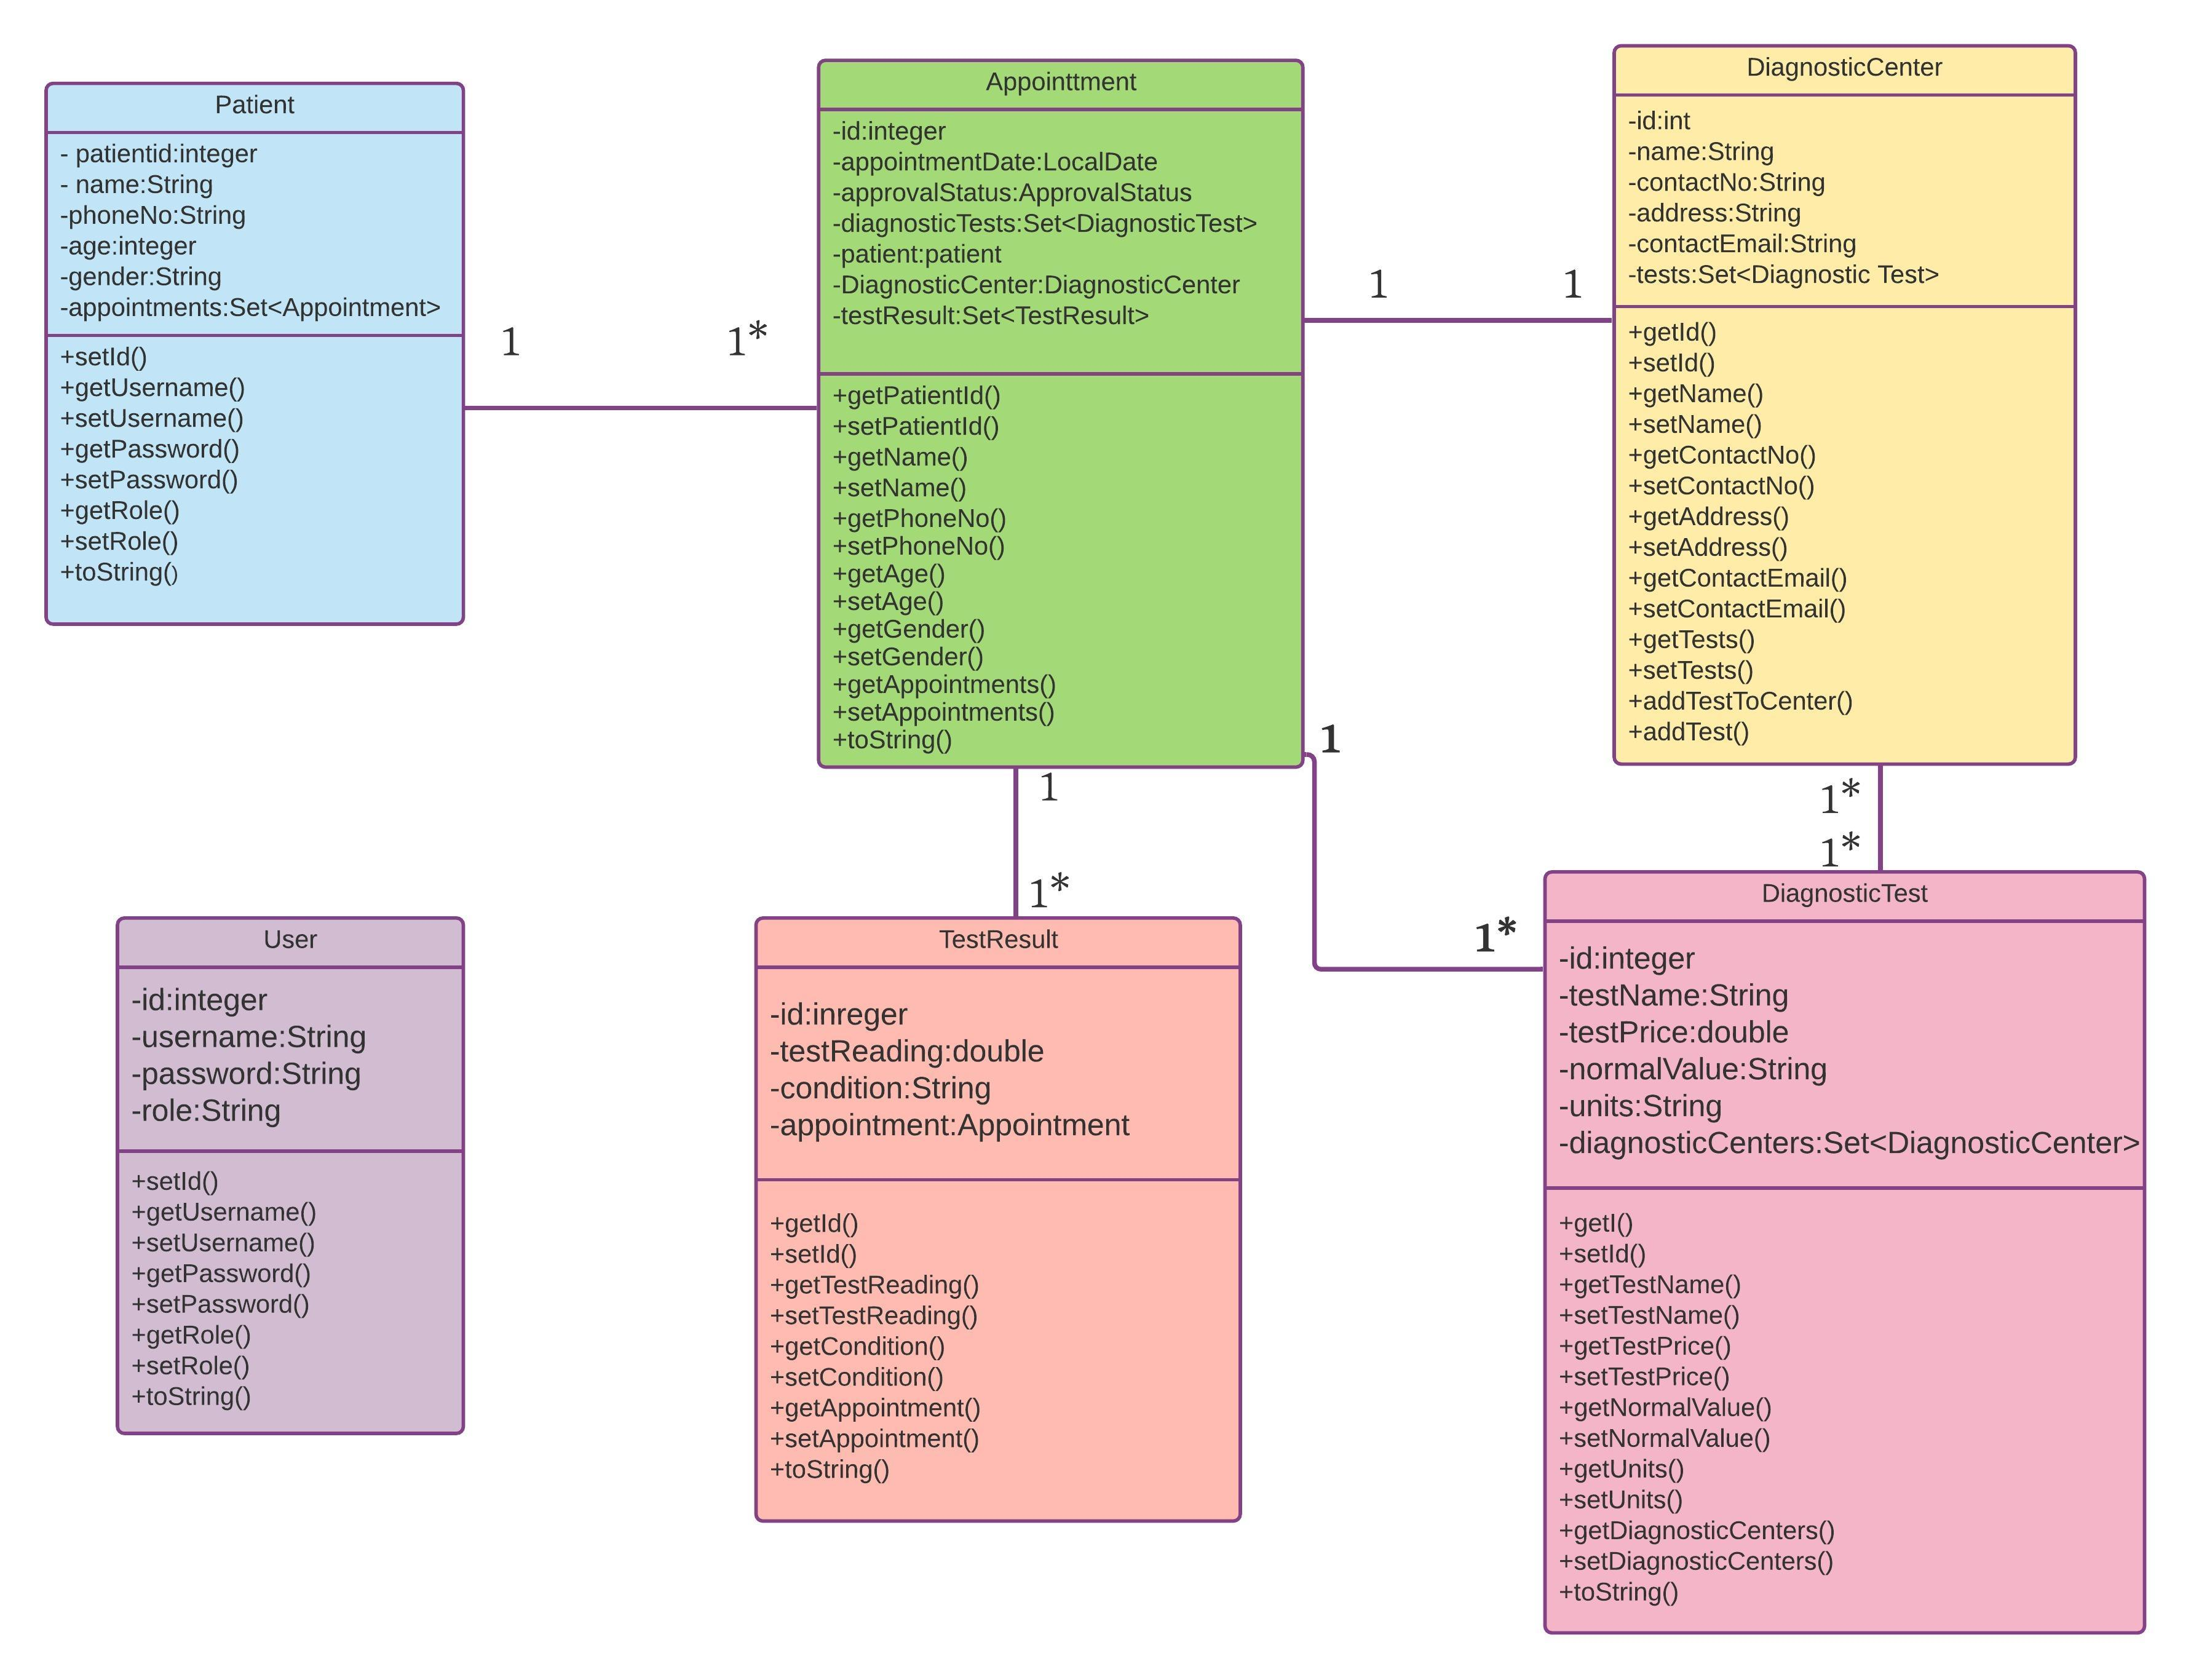 Patient
- patientid:integer
- name:String
-phoneNo:String
-age:integer
-gender:String
-appointments:Set<Appointment>
+setId()
+getUsername()
+setUsername()
+getPassword()
+setPassword()
+getRole()
+setRole()
+toString()
1
1*
Appointtment
-id:integer
-appointmentDate:LocalDate
-approvalStatus:ApprovalStatus
-diagnosticTests:Set<DiagnosticTest>
-patient:patient
-DiagnosticCenter:DiagnosticCenter
-testResult:Set<TestResult>
+getPatientId()
+setPatientId()
+getName()
+setName()
+getPhoneNo()
+setPhoneNo()
+getAge()
+setAge()
+getGender()
+setGender()
+getAppointments()
+setAppointments()
+toString()
1
1
DiagnosticCenter
-id:int
-name:String
-contactNo:String
-address:String
-contactEmail:String
-tests:Set<Diagnostic Test>
+getId()
+setId()
+getName()
+setName()
+getContactNo()
+setContactNo()
+getAddress()
+setAddress()
+getContactEmail()
+setContactEmail()
+getTests()
+setTests()
+addTestToCenter()
+addTest()
1
1*
1
1*
1*
1*
User
-id:integer
-username:String
-password:String
-role:String
+setId()
+getUsername()
+setUsername()
+getPassword()
+setPassword()
+getRole()
+setRole()
+toString()
TestResult
-id:inreger
-testReading:double
-condition:String
-appointment:Appointment
+getId()
+setId()
+getTestReading()
+setTestReading()
+getCondition()
+setCondition()
+getAppointment()
+setAppointment()
+toString()
DiagnosticTest
-id:integer
-testName:String
-testPrice:double
-normalValue:String
-units:String
-diagnosticCenters:Set<DiagnosticCenter>
+getI()
+setId()
+getTestName()
+setTestName()
+getTestPrice()
+setTestPrice()
+getNormalValue()
+setNormalValue()
+getUnits()
+setUnits()
+getDiagnosticCenters()
+setDiagnosticCenters()
+toString()